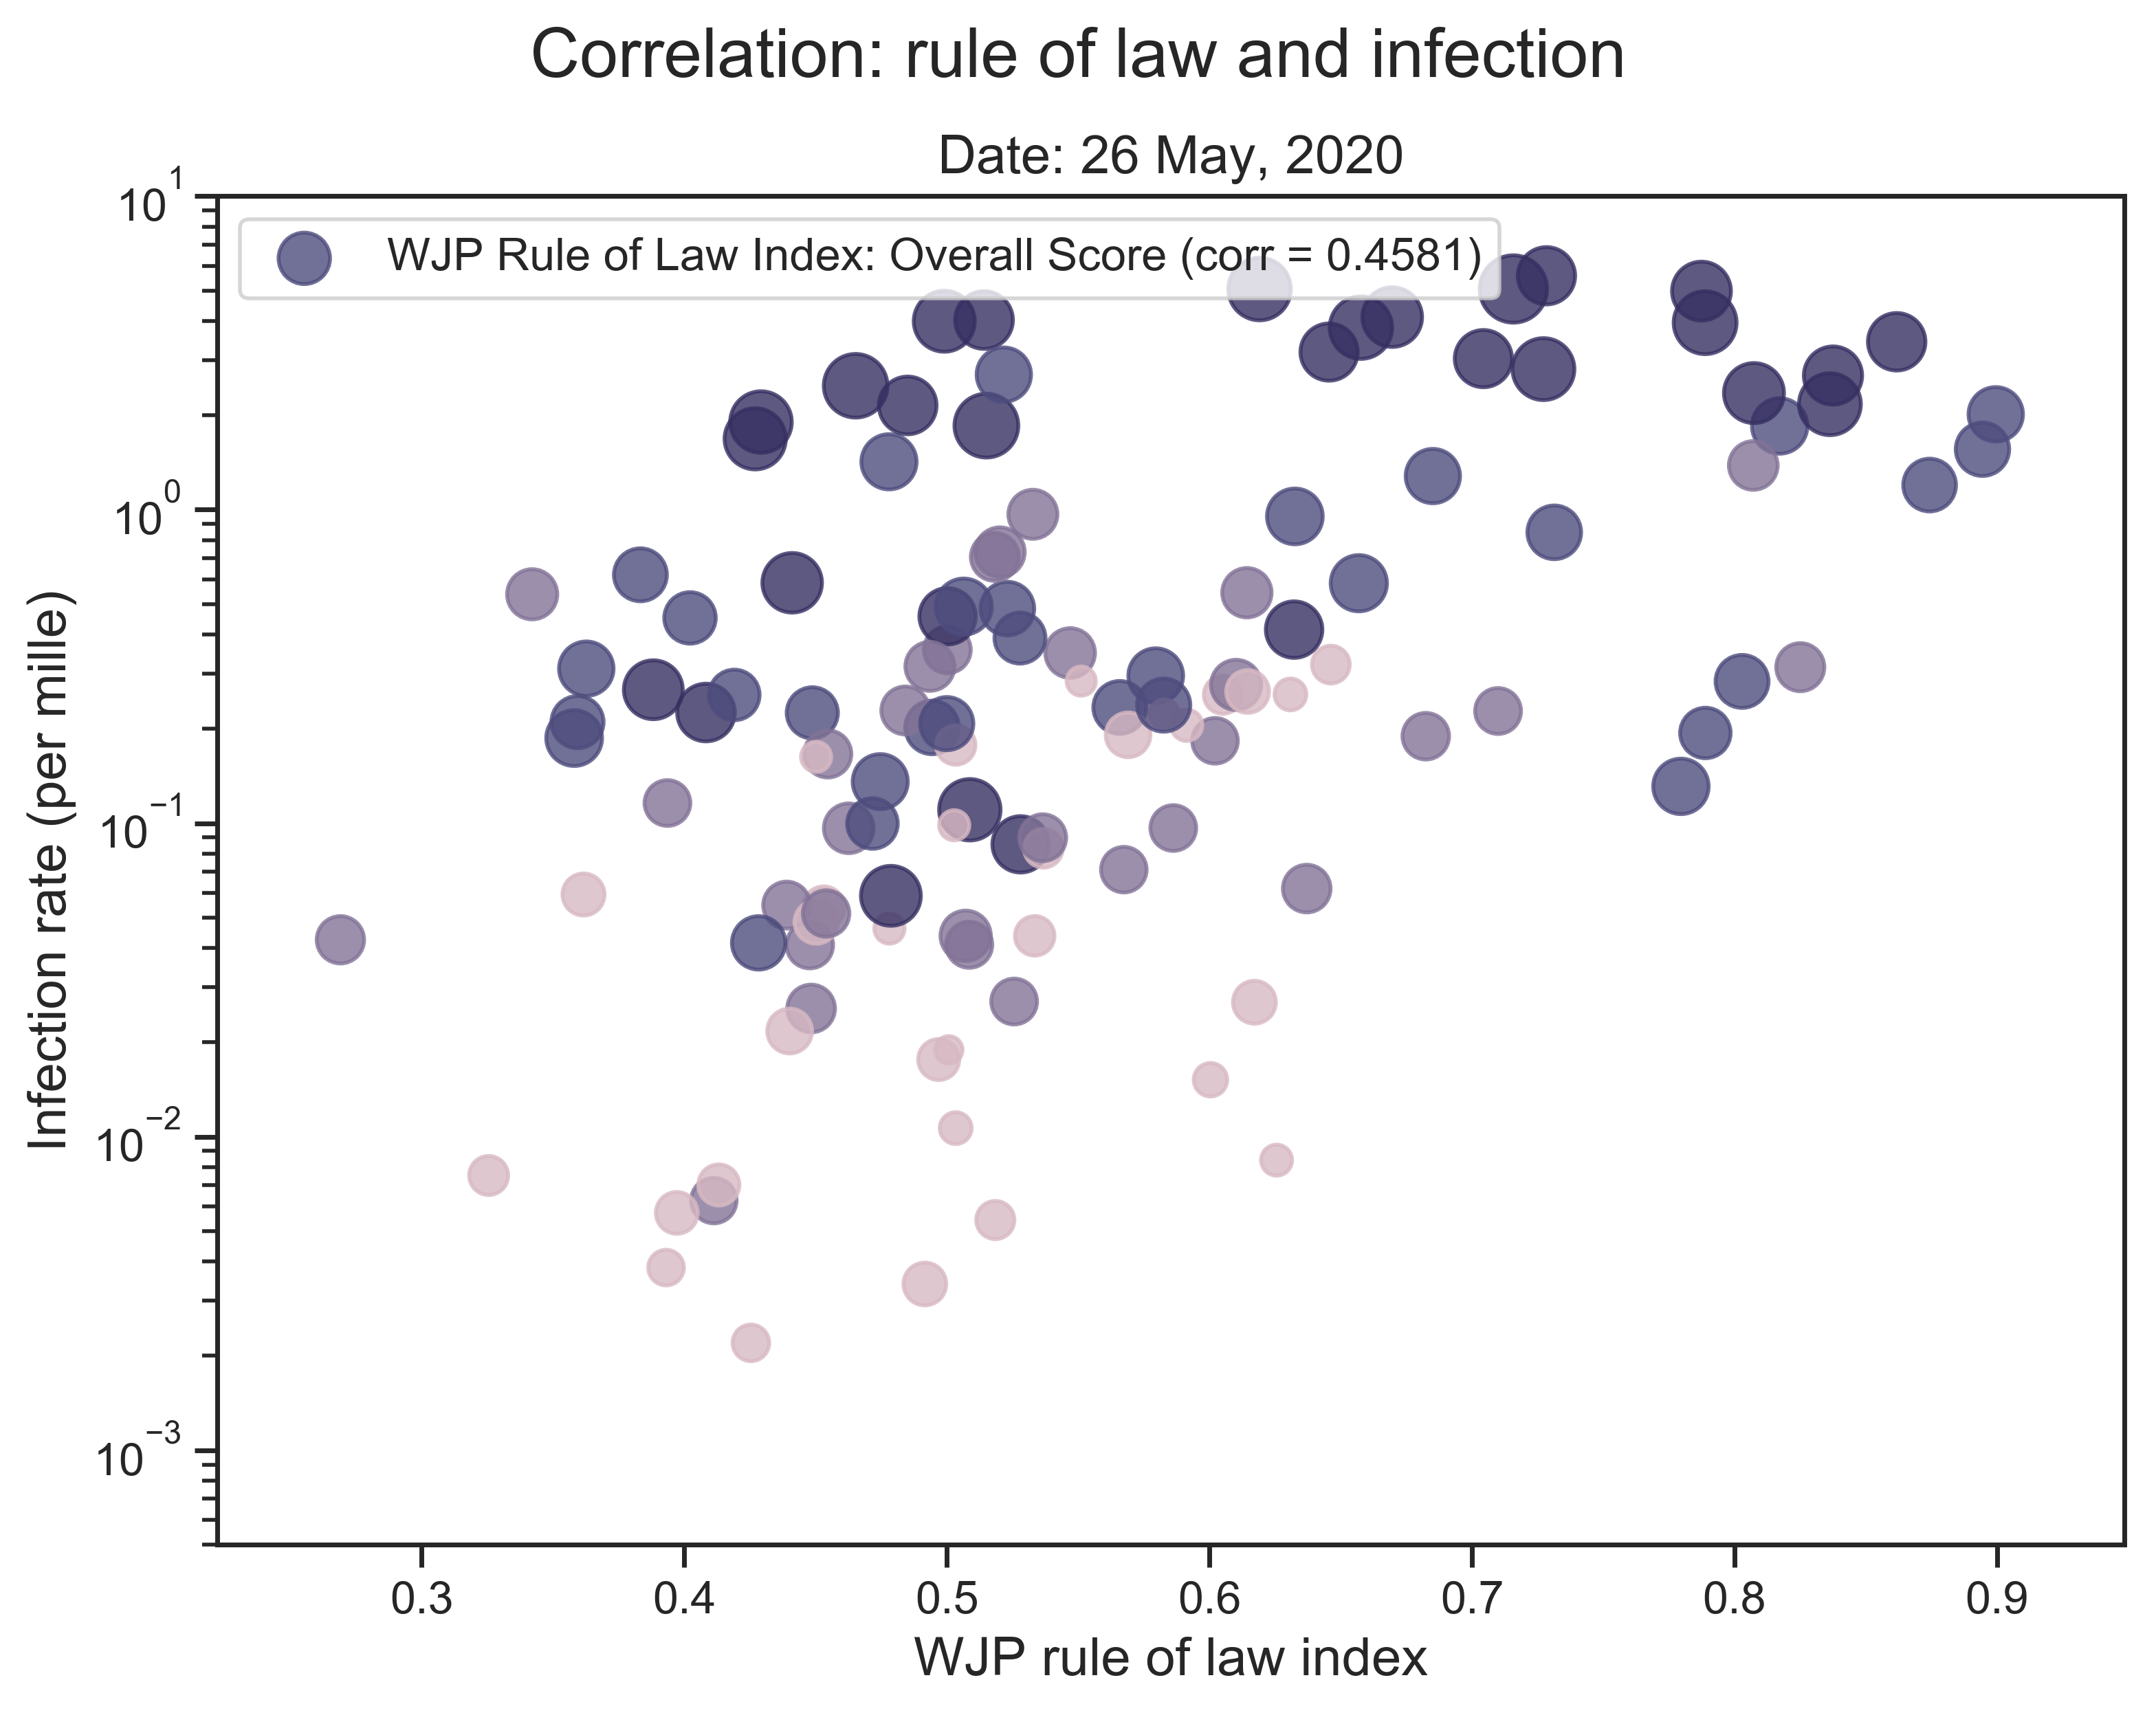 Correlation: rule of law and infection
Date: 26 May, 2020
WJP Rule of Law Index: Overall Score (corr = 0.4581)
Infection rate (per mille)
10^1
10^0
10^−1
10^−2
10^−3
0.3 0.4 0.5 0.6 0.7 0.8 0.9
WJP rule of law index